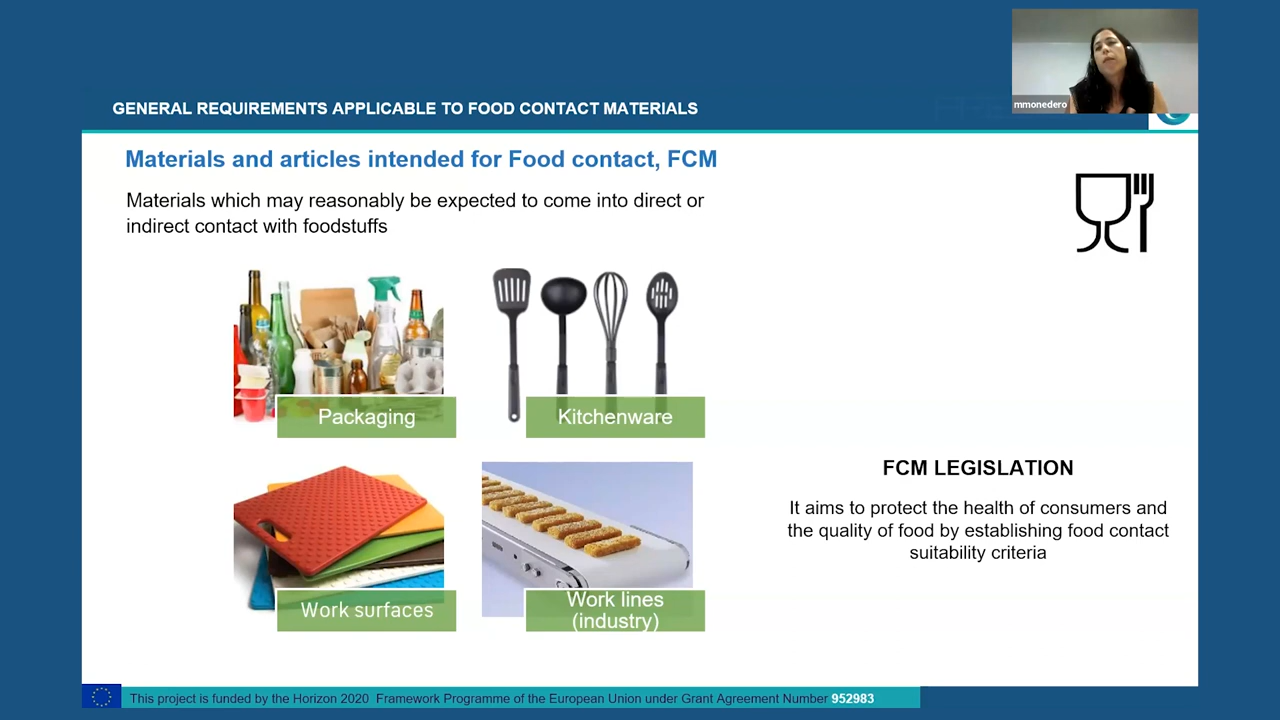 mmonedero
GENERAL REQUIREMENTS APPLICABLE TO FOOD CONTACT MATERIALS
Materials and articles intended for Food contact, FCM
Materials which may reasonably be expected to come into direct or
indirect contact with foodstuffs
Packaging
Kitchenware
Work surfaces
Work lines
(industry)
FCM LEGISLATION
It aims to protect the health of consumers and
the quality of food by establishing food contact
suitability criteria
This project is funded by the Horizon 2020 Framework Programme of the European Union under Grant Agreement Number 952983